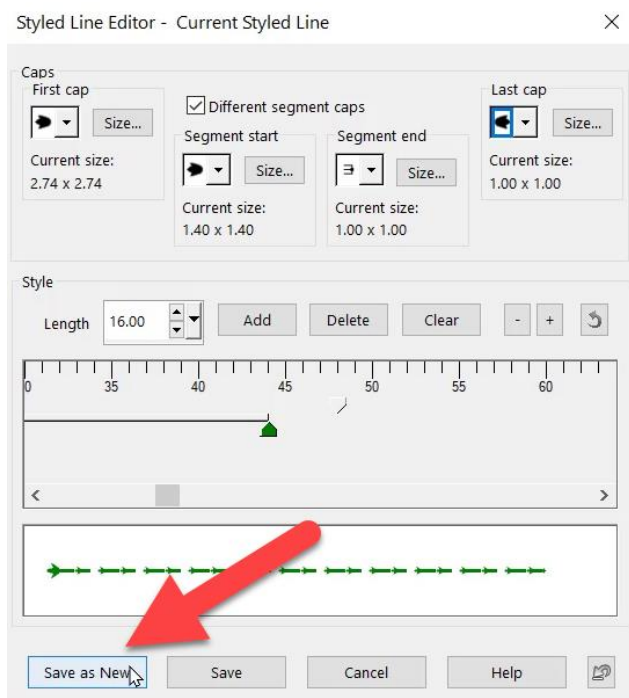 Styled Line Editor - Current Styled Line
Caps
First cap
Size...
Current size:
2.74 x 2.74
Different segment caps
Segment start
Size...
Current size:
1.40 x 1.40
Segment end
Size...
Current size:
1.00 x 1.00
Last cap
Size...
Current size:
1.00 x 1.00
Style
Length 16.00 Add Delete Clear - +
0 35 40 45 50 55 60
Save as New Save Cancel Help